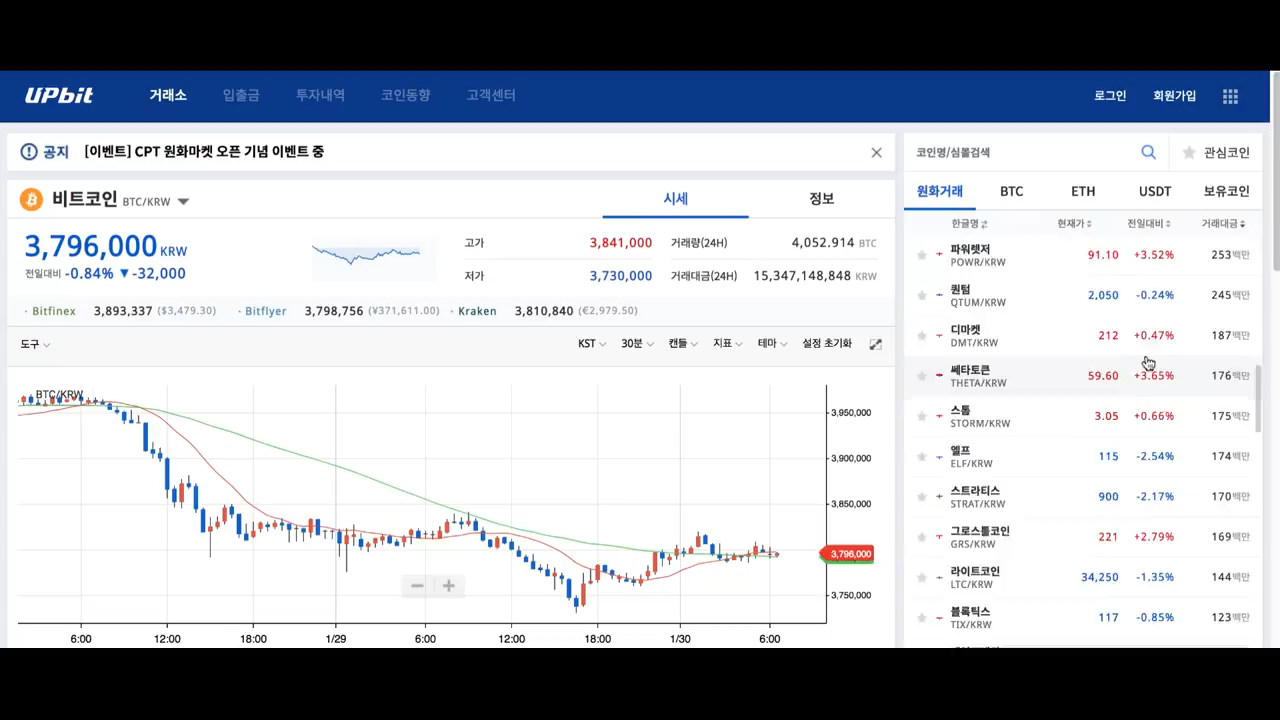 UPbit 거래소 입출금 투자내역 코인동향 고객센터 로그인 회원가입
공지 [이벤트] CPT 원화마켓 오픈 기념 이벤트 중
비트코인 BTC/KRW 시세 정보
3,796,000 KRW
전일대비 -0.84% ▼ -32,000
고가 3,841,000 거래량(24H) 4,052.914 BTC
저가 3,730,000 거래대금(24H) 15,347,148,848 KRW
· Bitfinex 3,893,337 ($3,479.30) · Bitflyer 3,798,756 (¥371,611.00) · Kraken 3,810,840 (€2,979.50)
도구 KST 30분 캔들 지표 테마 설정 초기화
BTC/KRW
3,950,000
3,900,000
3,850,000
3,796,000
3,750,000
6:00 12:00 18:00 1/29 6:00 12:00 18:00 1/30 6:00
코인명/심볼검색 관심코인
원화거래 BTC ETH USDT 보유코인
한글명 현재가 전일대비 거래대금
파워렛저 91.10 +3.52% 253백만
POWR/KRW
퀀텀 2,050 -0.24% 245백만
QTUM/KRW
디마켓 212 +0.47% 187백만
DMT/KRW
쎄타토큰 59.60 +3.65% 176백만
THETA/KRW
스톰 3.05 +0.66% 175백만
STORM/KRW
엘프 115 -2.54% 174백만
ELF/KRW
스트라티스 900 -2.17% 170백만
STRAT/KRW
그로스톨코인 221 +2.79% 169백만
GRS/KRW
라이트코인 34,250 -1.35% 144백만
LTC/KRW
블록틱스 117 -0.85% 123백만
TIX/KRW